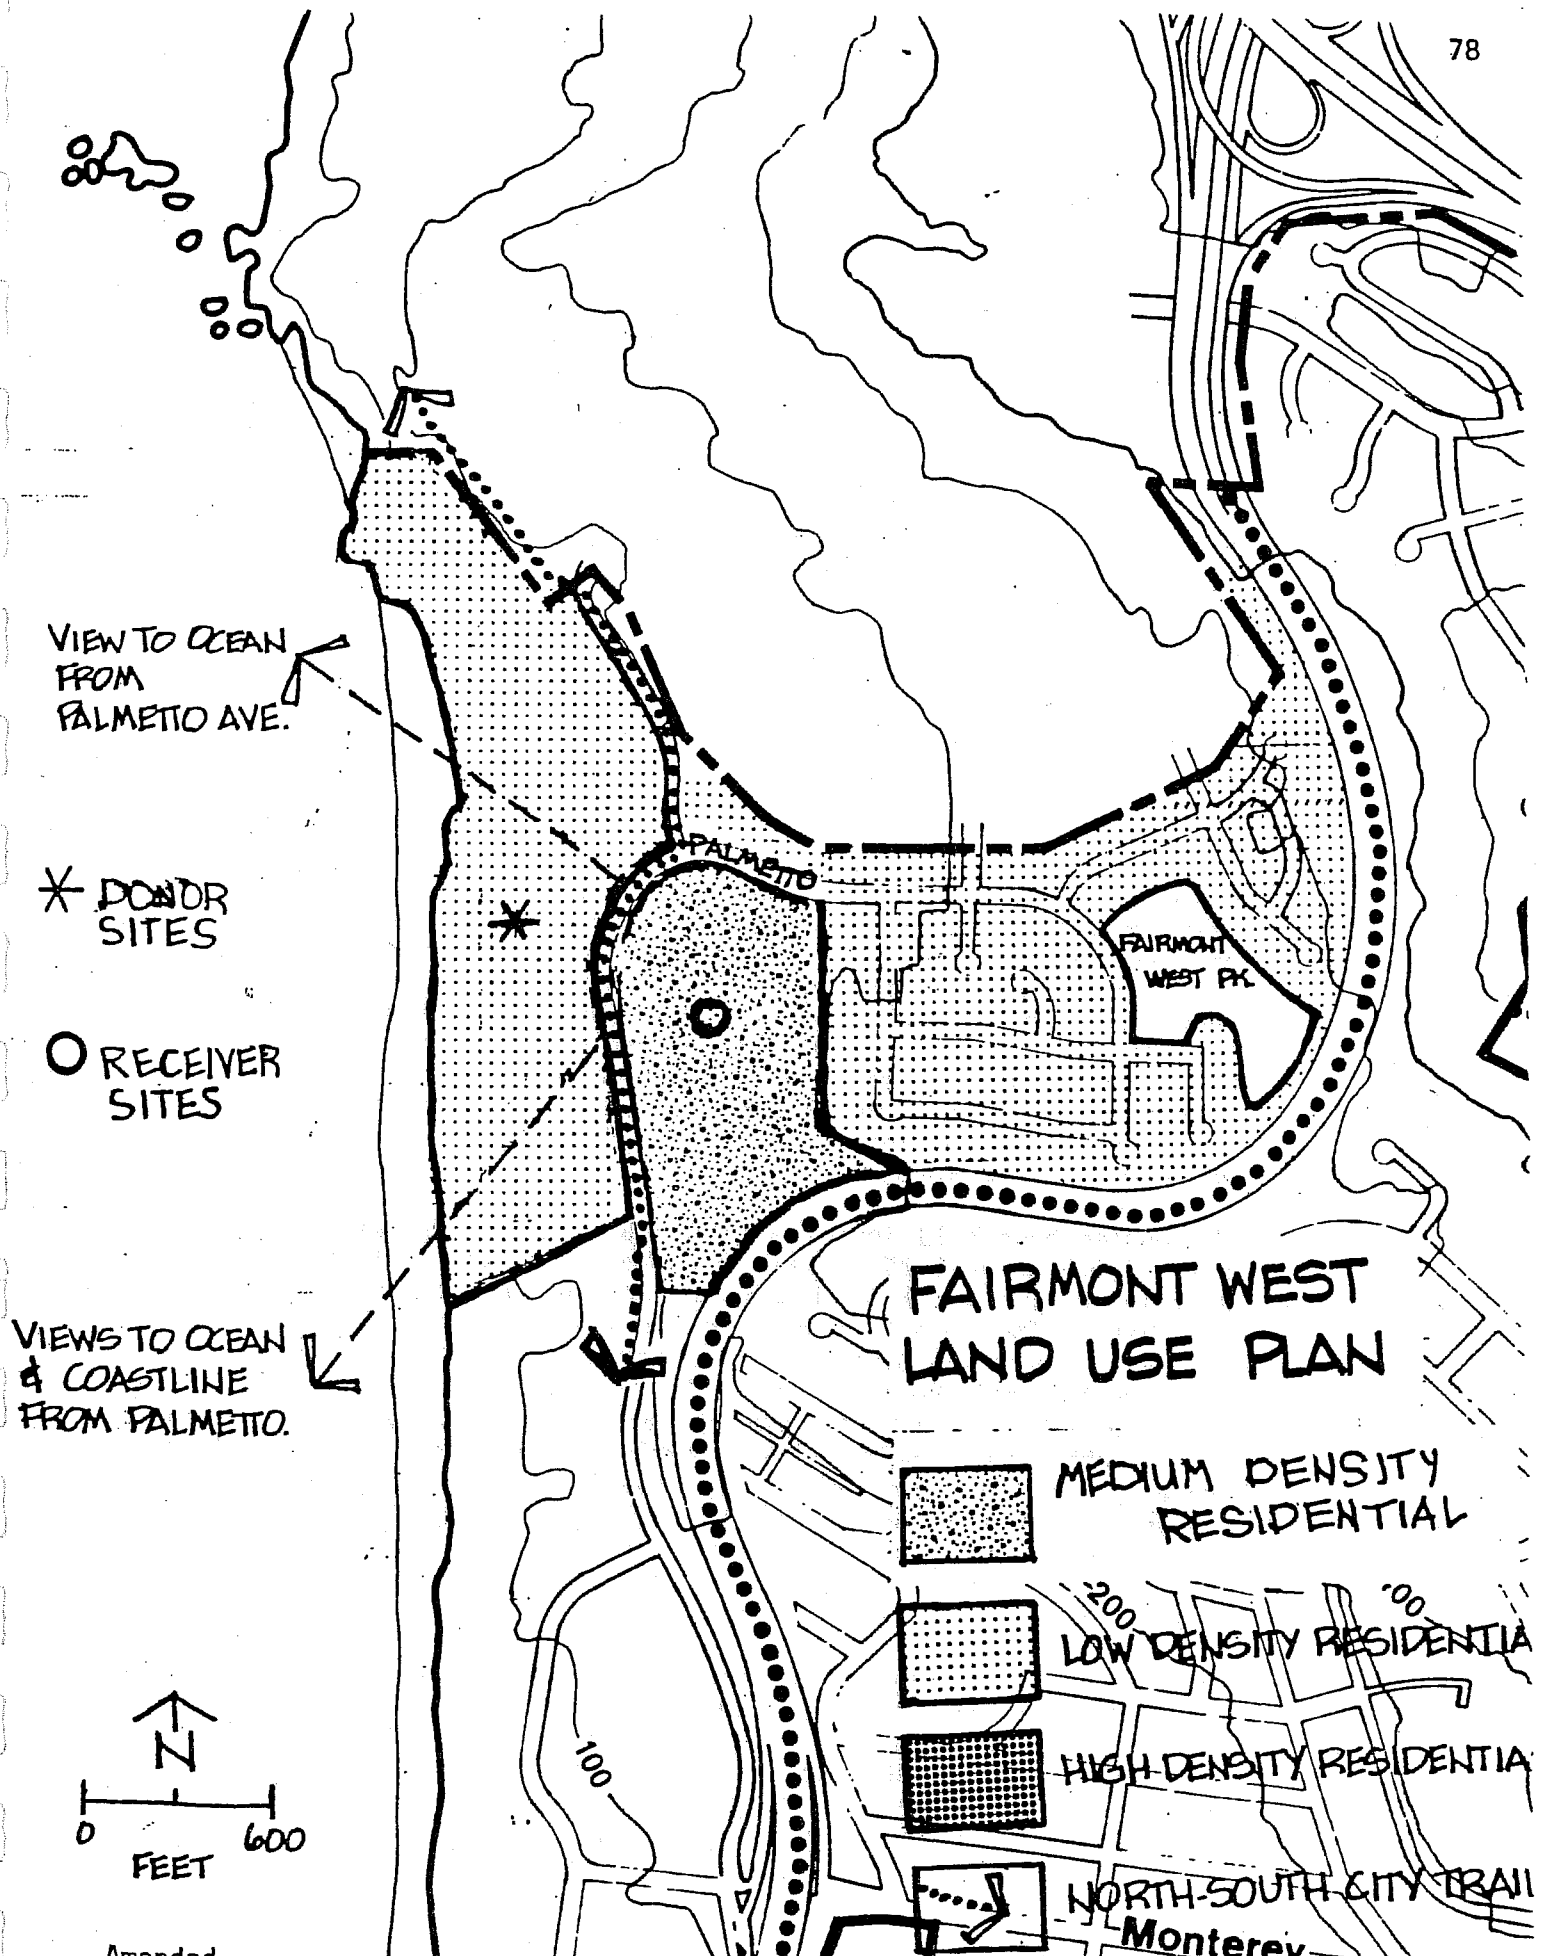 78
VIEW TO OCEAN
FROM
PALMETTO AVE.
PALMETTO
DONOR
SITES
FAIRMONT
WEST PK.
RECEIVER
SITES
FAIRMONT WEST
LAND USE PLAN
VIEWS TO OCEAN
& COASTLINE
FROM PALMETTO.
MEDIUM DENSITY
RESIDENTIAL
200
00
LOW DENSITY RESIDENTIA
N
100
HIGH DENSITY RESIDENTIA
0 600
FEET
NORTH-SOUTH CITY TRAIL
Monterey
Amended